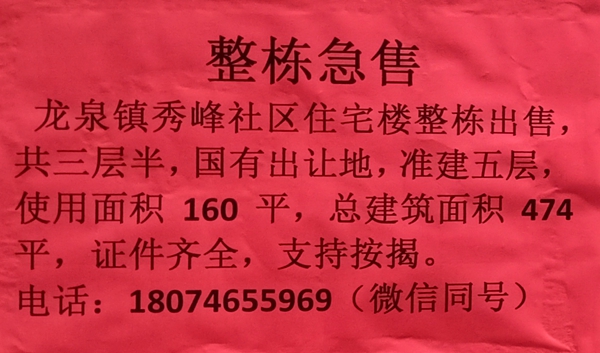 整栋急售
龙泉镇秀峰社区住宅楼整栋出售，
共三层半，国有出让地，准建五层，
使用面积 160 平，总建筑面积 474
平，证件齐全，支持按揭。
电话：18074655969（微信同号）